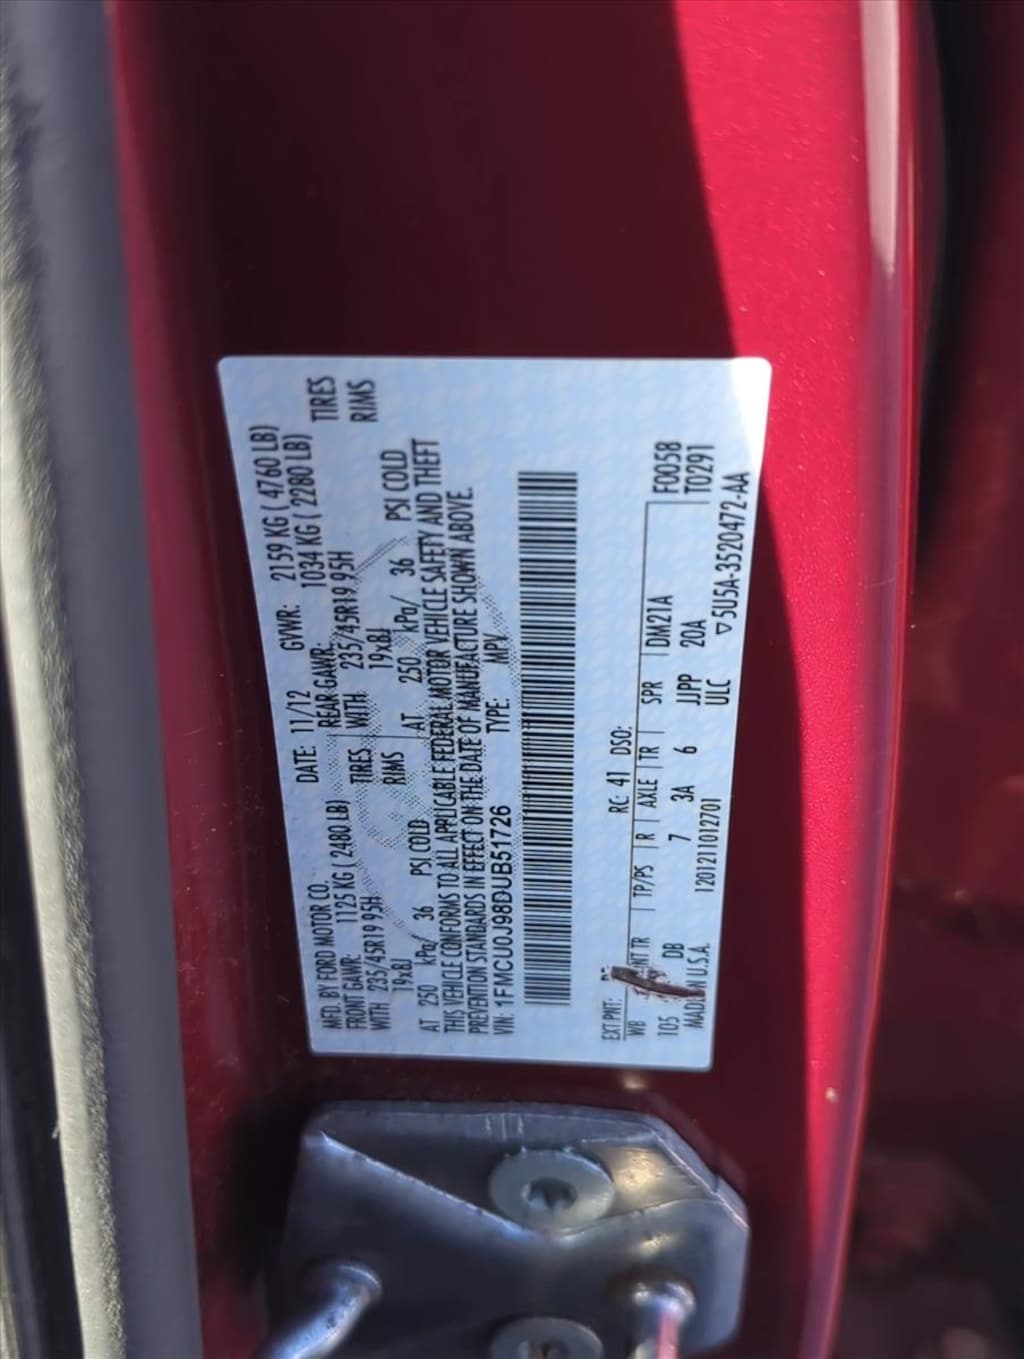 MFD. BY FORD MOTOR CO. DATE: 11/12 GVWR: 2159 KG ( 4760 LB)
FRONT GAWR: 1125 KG ( 2480 LB) REAR GAWR: 1034 KG ( 2280 LB)
WITH 235/45R19 95H TIRES WITH 235/45R19 95H TIRES
19x8J RIMS 19x8J RIMS
AT 250 kPa/ 36 PSI COLD AT 250 kPa/ 36 PSI COLD
THIS VEHICLE CONFORMS TO ALL APPLICABLE FEDERAL MOTOR VEHICLE SAFETY AND THEFT
PREVENTION STANDARDS IN EFFECT ON THE DATE OF MANUFACTURE SHOWN ABOVE.
VIN: 1FMCU0J98DUB51726 TYPE: MPV
EXT PNT: RC: 41 DSO: F0058
WB TR TP/PS R AXLE TR SPR DM21A T0291
105 DB 7 3A 6 JJPP 20A
U.S.A. 120121012701 ULC ▽5U5A-3520472-AA